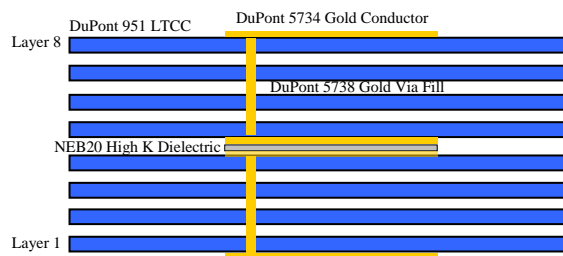 DuPont 5734 Gold Conductor
DuPont 951 LTCC
Layer 8
DuPont 5738 Gold Via Fill
NEB20 High K Dielectric
Layer 1